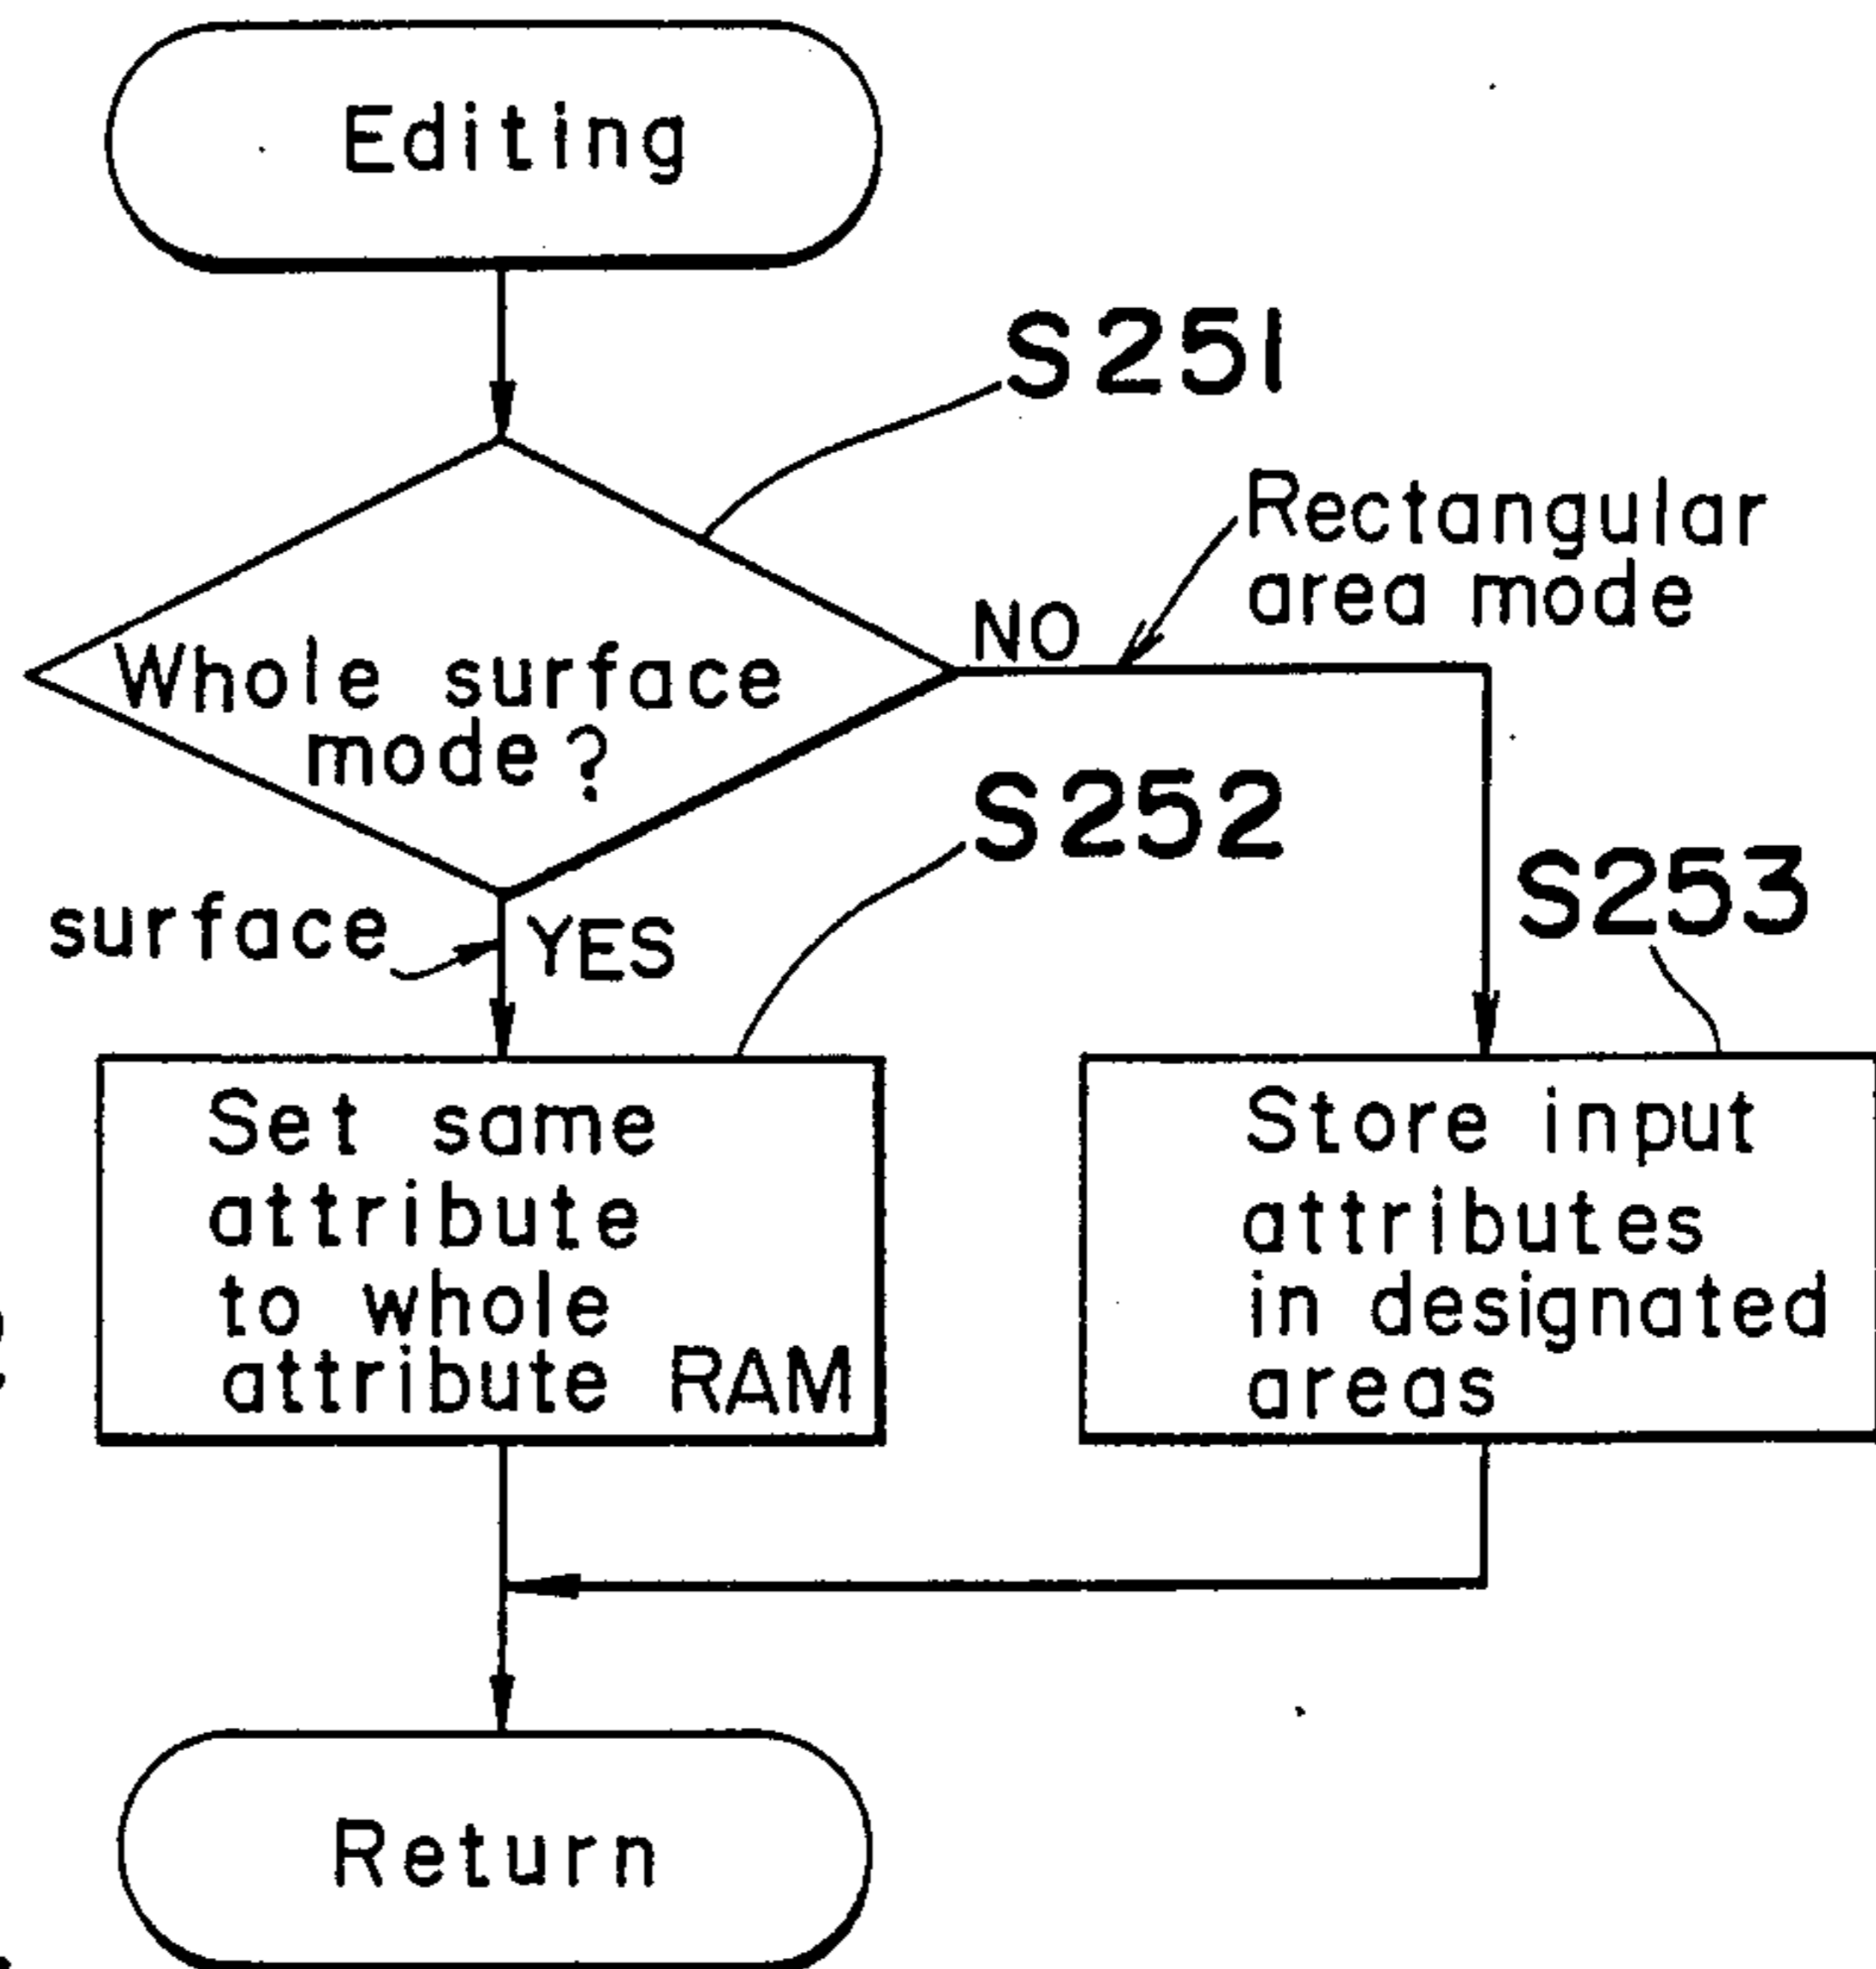 Editing
S251
Rectangular
area mode
NO
Whole surface
mode?
S252
S253
surface
YES
Set same
attribute
to whole
attribute RAM
Store input
attributes
in designated
areas
Return